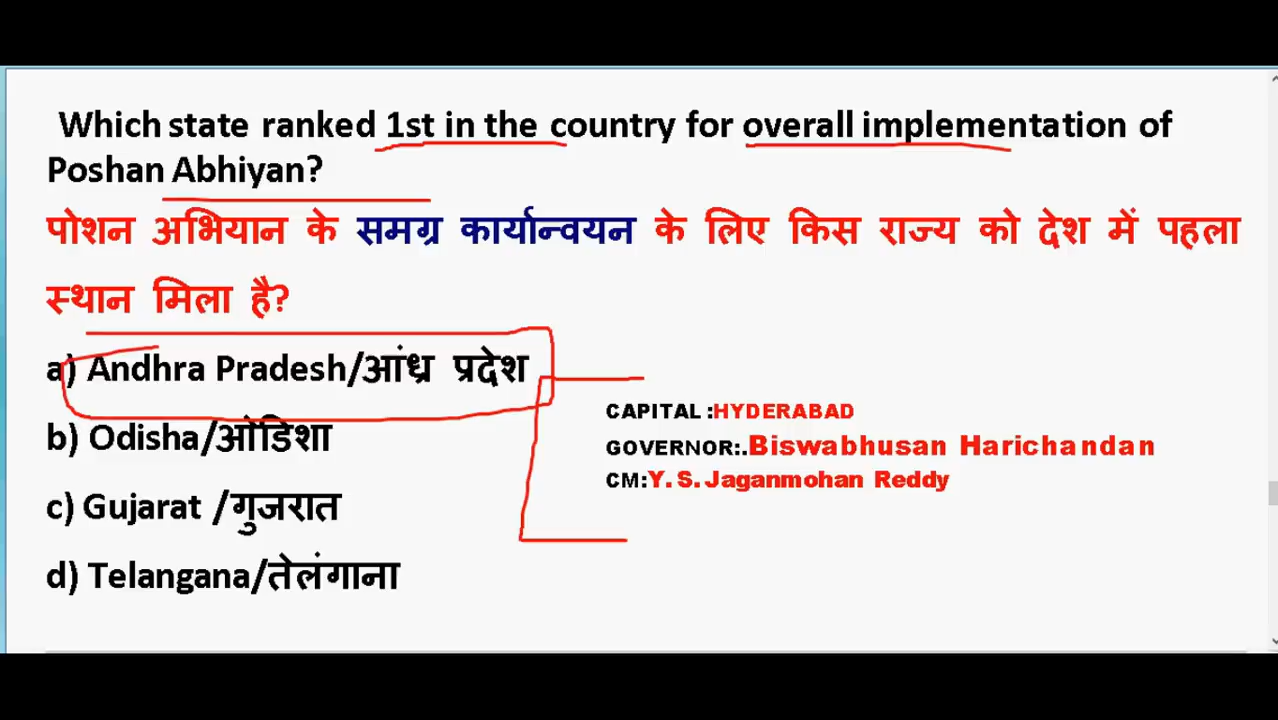 Which state ranked 1st in the country for overall implementation of
Poshan Abhiyan?
पोशन अभियान के समग्र कार्यान्वयन के लिए किस राज्य को देश में पहला
स्थान मिला है?
a) Andhra Pradesh/आंध्र प्रदेश
b) Odisha/ओडिशा
c) Gujarat /गुजरात
d) Telangana/तेलंगाना
CAPITAL :HYDERABAD
GOVERNOR:.Biswabhusan Harichandan
CM:Y. S. Jaganmohan Reddy